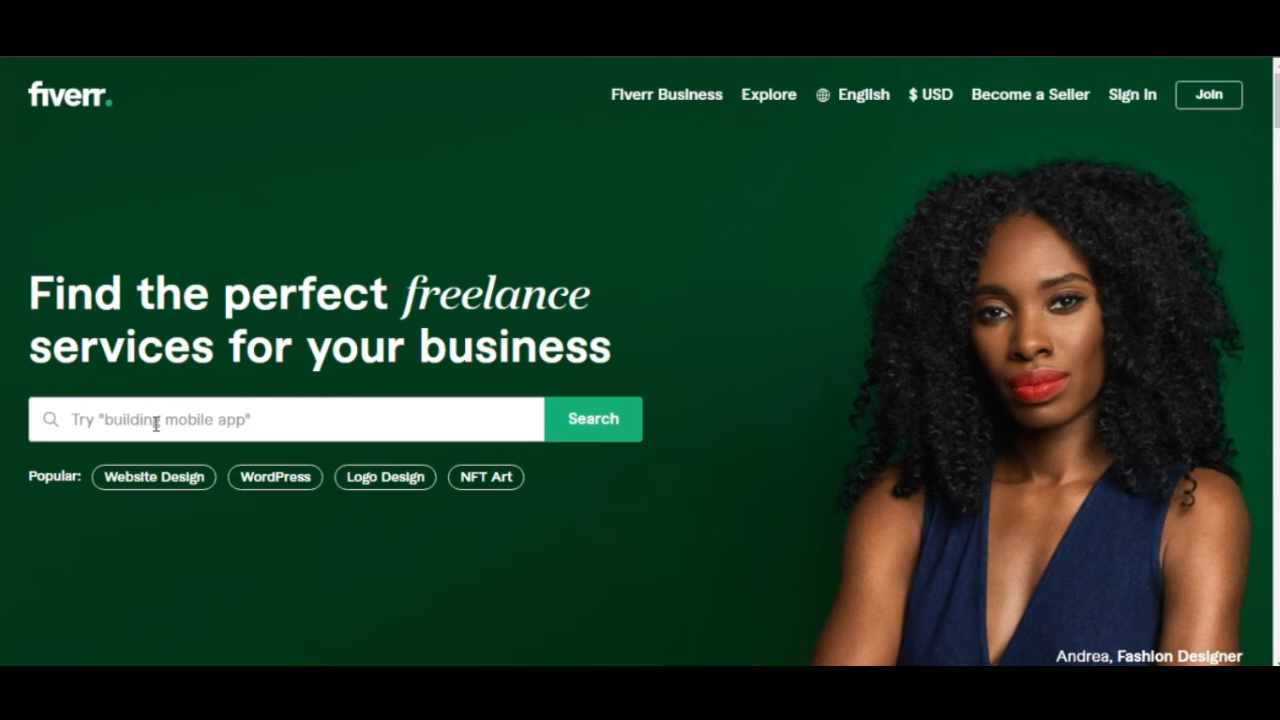 fiverr.
Fiverr Business Explore English $ USD Become a Seller Sign In Join
Find the perfect freelance
services for your business
Try "building mobile app" Search
Popular: Website Design WordPress Logo Design NFT Art
Andrea, Fashion Designer